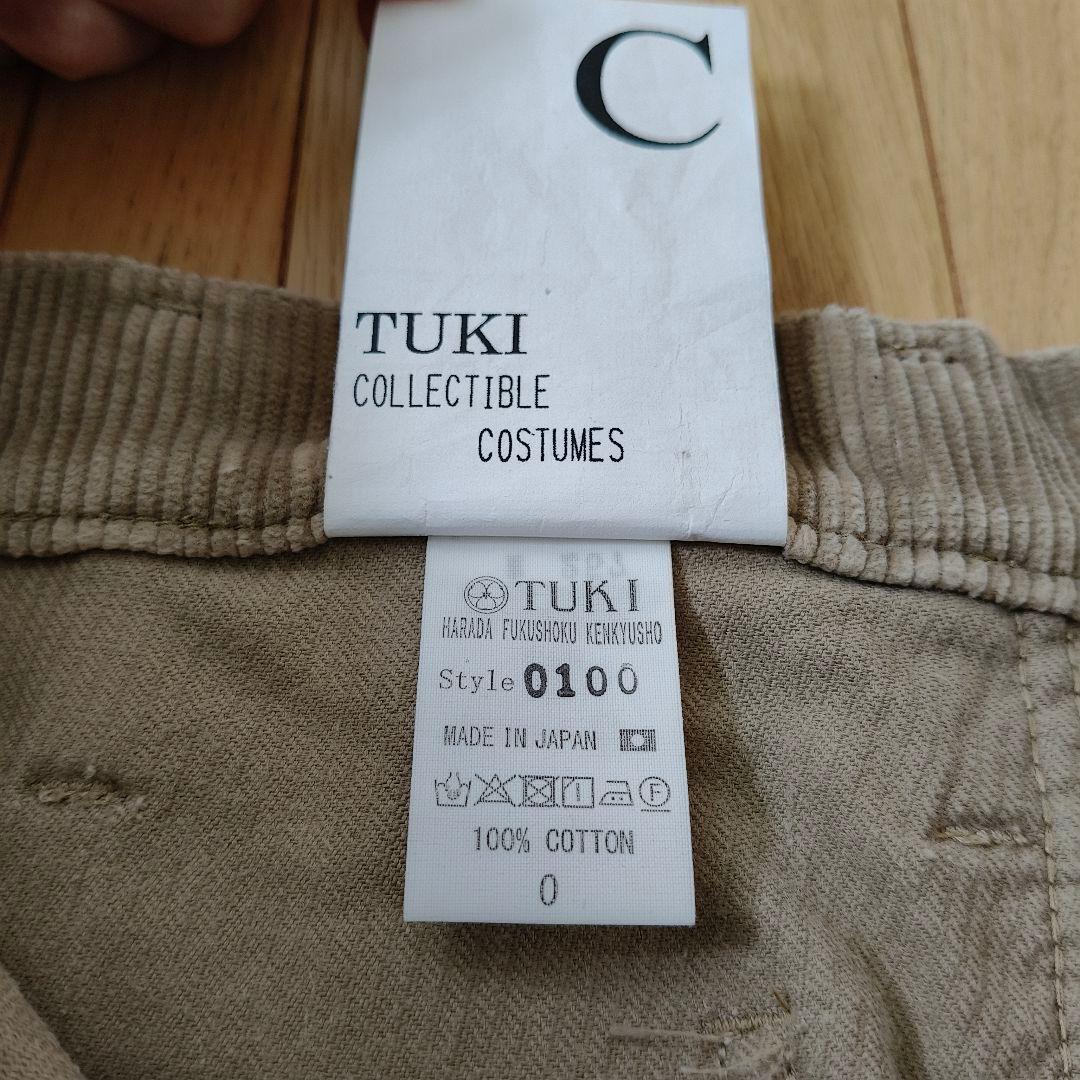 C
TUKI
COLLECTIBLE
COSTUMES
TUKI
HARADA FUKUSHOKU KENKYUSHO
Style 0100
MADE IN JAPAN
F
100% COTTON
0